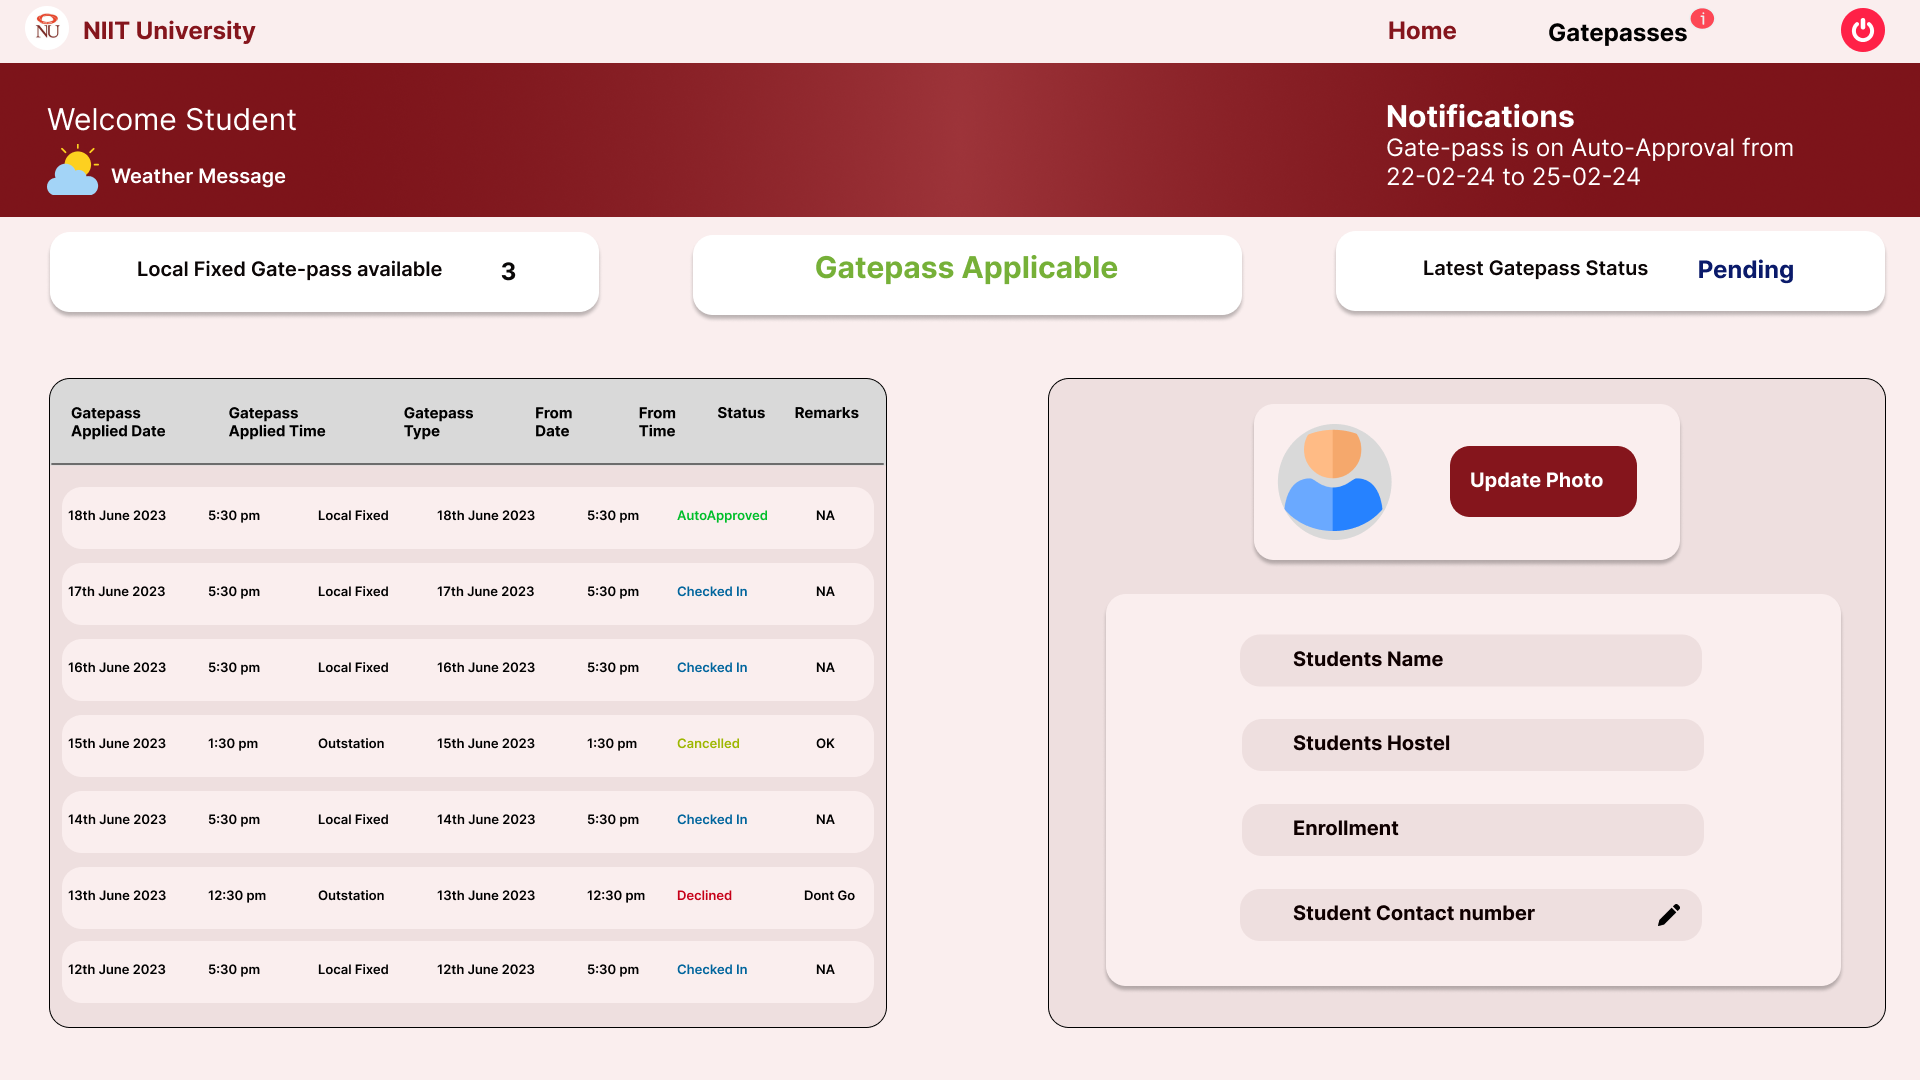 NU
NIIT University
Home
Gatepasses
i
Welcome Student
Weather Message
Notifications
Gate-pass is on Auto-Approval from
22-02-24 to 25-02-24
Local Fixed Gate-pass available 3
Gatepass Applicable
Latest Gatepass Status Pending
Gatepass Applied Date Gatepass Applied Time Gatepass Type From Date From Time Status Remarks
18th June 2023 5:30 pm Local Fixed 18th June 2023 5:30 pm AutoApproved NA
17th June 2023 5:30 pm Local Fixed 17th June 2023 5:30 pm Checked In NA
16th June 2023 5:30 pm Local Fixed 16th June 2023 5:30 pm Checked In NA
15th June 2023 1:30 pm Outstation 15th June 2023 1:30 pm Cancelled OK
14th June 2023 5:30 pm Local Fixed 14th June 2023 5:30 pm Checked In NA
13th June 2023 12:30 pm Outstation 13th June 2023 12:30 pm Declined Dont Go
12th June 2023 5:30 pm Local Fixed 12th June 2023 5:30 pm Checked In NA
Update Photo
Students Name
Students Hostel
Enrollment
Student Contact number